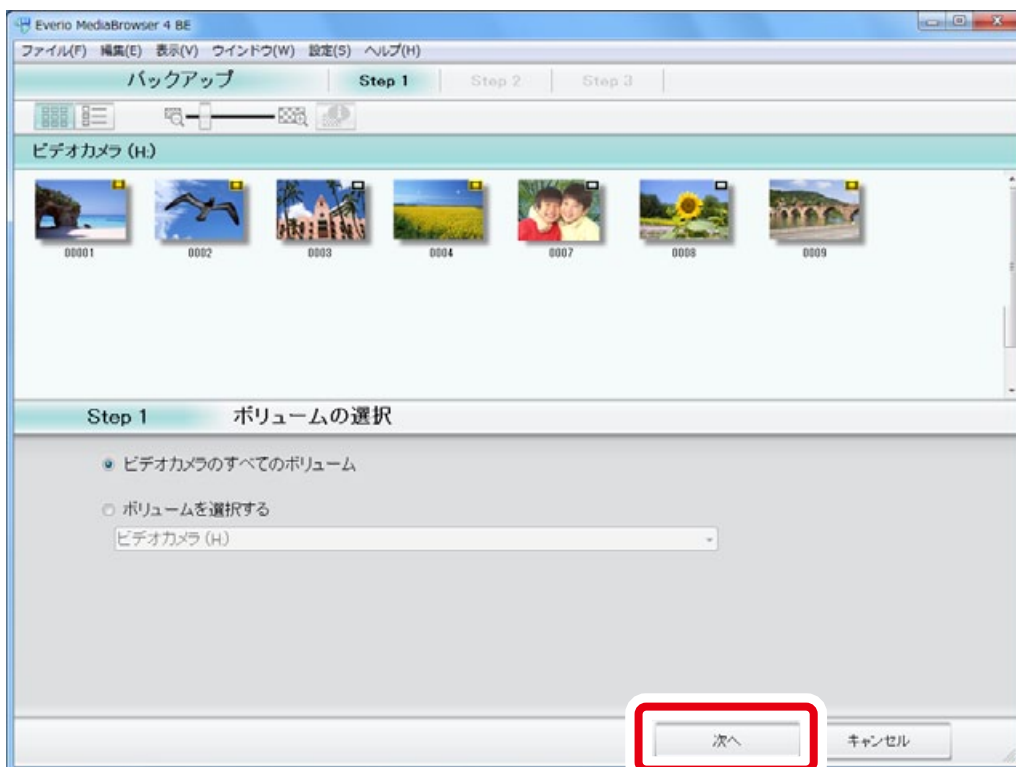 Everio MediaBrowser 4 BE
ファイル(F) 編集(E) 表示(V) ウインドウ(W) 設定(S) ヘルプ(H)
バックアップ Step 1 Step 2 Step 3
ビデオカメラ (H:)
00001 0002 0003 0004 0007 0008 0009
Step 1 ボリュームの選択
ビデオカメラのすべてのボリューム
ボリュームを選択する
ビデオカメラ (H:)
次へ キャンセル